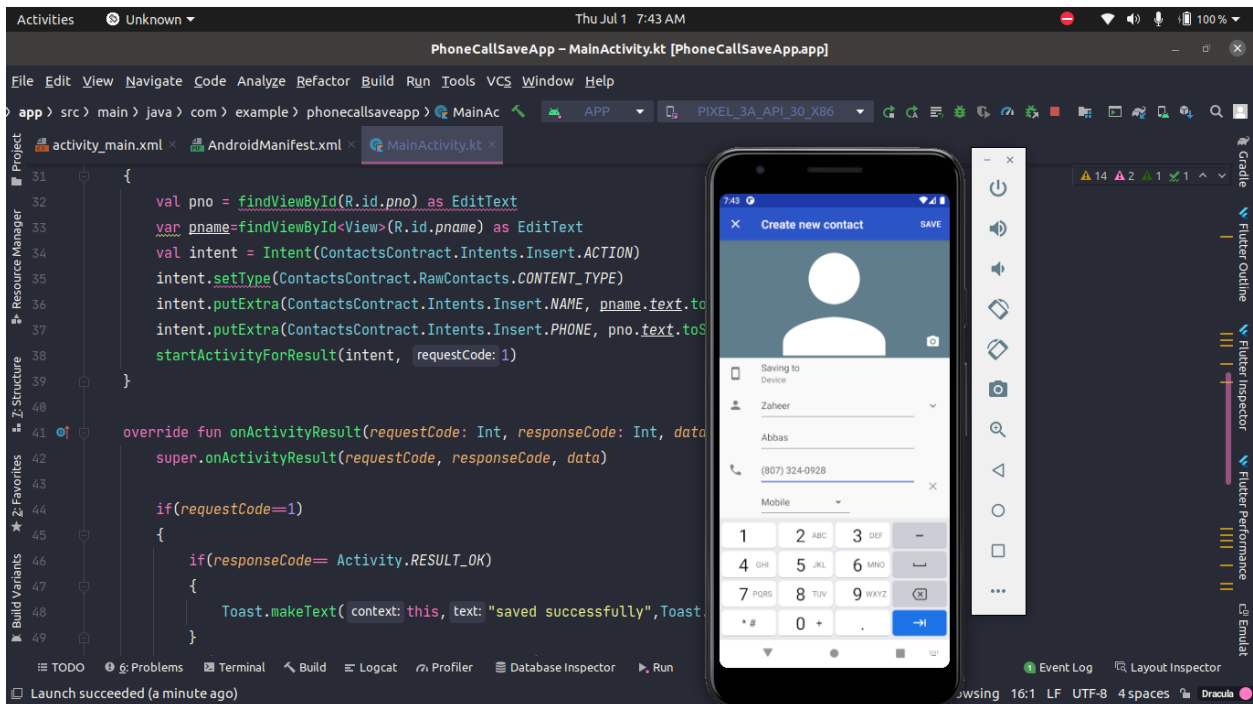 Activities Unknown Thu Jul 1 7:43 AM 100 %
PhoneCallSaveApp – MainActivity.kt [PhoneCallSaveApp.app]
File Edit View Navigate Code Analyze Refactor Build Run Tools VCS Window Help
app src main java com example phonecallsaveapp MainAc APP PIXEL_3A_API_30_X86
activity_main.xml AndroidManifest.xml MainActivity.kt
14 2 1 1
31 {
32 val pno = findViewById(R.id.pno) as EditText
33 var pname=findViewById<View>(R.id.pname) as EditText
34 val intent = Intent(ContactsContract.Intents.Insert.ACTION)
35 intent.setType(ContactsContract.RawContacts.CONTENT_TYPE)
36 intent.putExtra(ContactsContract.Intents.Insert.NAME, pname.text.to
37 intent.putExtra(ContactsContract.Intents.Insert.PHONE, pno.text.toS
38 startActivityForResult(intent, requestCode: 1)
39 }
40
41 override fun onActivityResult(requestCode: Int, responseCode: Int, data
42 super.onActivityResult(requestCode, responseCode, data)
43
44 if(requestCode==1)
45 {
46 if(responseCode== Activity.RESULT_OK)
47 {
48 Toast.makeText( context: this, text: "saved successfully",Toast.
49 }
Project
Resource Manager
7: Structure
2: Favorites
Build Variants
7:43
Create new contact SAVE
Saving to
Device
Zaheer
Abbas
(807) 324-0928
Mobile
1 2 ABC 3 DEF –
4 GHI 5 JKL 6 MNO
7 PQRS 8 TUV 9 WXYZ
* # 0 + .
Gradle
Flutter Outline
Flutter Inspector
Flutter Performance
Emulat
TODO 6: Problems Terminal Build Logcat Profiler Database Inspector Run 1 Event Log Layout Inspector
Launch succeeded (a minute ago) owsing 16:1 LF UTF-8 4 spaces Dracula